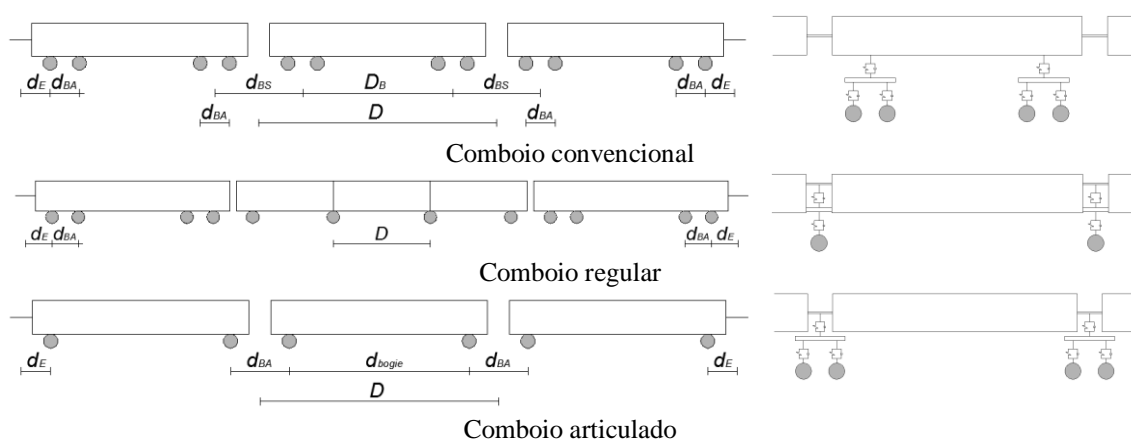 dE dBA dBS DB dBS dBA dE
dBA D dBA
Comboio convencional
dE dBA D dBA dE
Comboio regular
dE dBA dbogie dBA dE
D
Comboio articulado